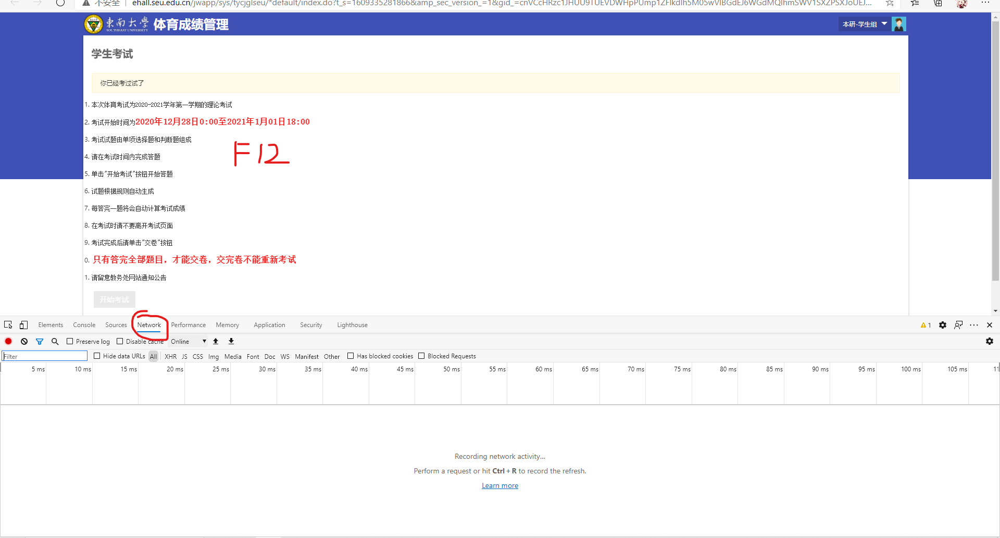 不安全 ehall.seu.edu.cn/jwapp/sys/tycjglseu/*default/index.do?t_s=1609335281866&amp_sec_version_=1&gid_=
東南大學 体育成绩管理 本研-学生组
SOUTHEAST UNIVERSITY
学生考试
你已经考过试了
1. 本次体育考试为2020-2021学年第一学期的理论考试
2. 考试开始时间为2020年12月28日0:00至2021年1月01日18:00
3. 考试试题由单项选择题和判断题组成
F12
4. 请在考试时间内完成答题
5. 单击"开始考试"按钮开始答题
6. 试题根据规则自动生成
7. 每答完一题将会自动计算考试成绩
8. 在考试时请不要离开考试页面
9. 考试完成后请单击"交卷"按钮
0. 只有答完全部题目，才能交卷，交完卷不能重新考试
1. 请留意教务处网站通知公告
开始考试
Elements Console Sources Network Performance Memory Application Security Lighthouse 1
Preserve log Disable cache Online
Filter Hide data URLs All XHR JS CSS Img Media Font Doc WS Manifest Other Has blocked cookies Blocked Requests
5 ms 10 ms 15 ms 20 ms 25 ms 30 ms 35 ms 40 ms 45 ms 50 ms 55 ms 60 ms 65 ms 70 ms 75 ms 80 ms 85 ms 90 ms 95 ms 100 ms 105 ms 11
Recording network activity...
Perform a request or hit Ctrl + R to record the refresh.
Learn more